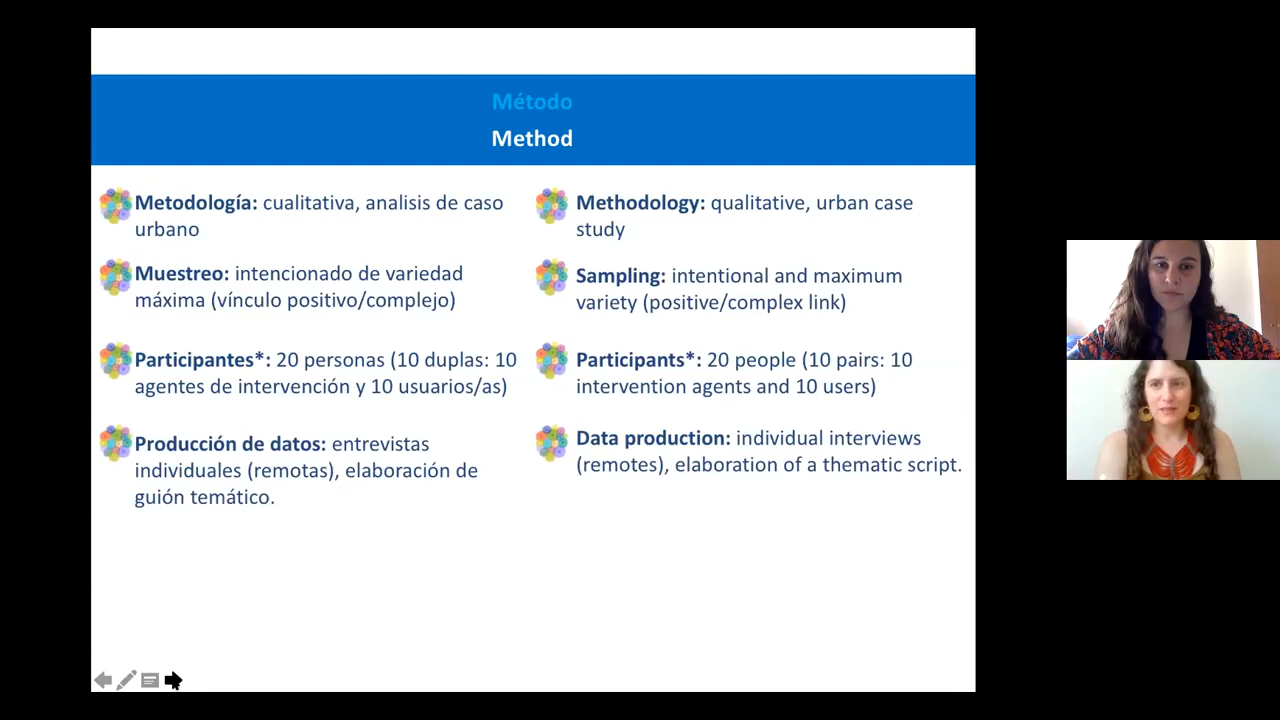 Método
Method
Metodología: cualitativa, analisis de caso
urbano
Muestreo: intencionado de variedad
máxima (vínculo positivo/complejo)
Participantes*: 20 personas (10 duplas: 10
agentes de intervención y 10 usuarios/as)
Producción de datos: entrevistas
individuales (remotas), elaboración de
guión temático.
Methodology: qualitative, urban case
study
Sampling: intentional and maximum
variety (positive/complex link)
Participants*: 20 people (10 pairs: 10
intervention agents and 10 users)
Data production: individual interviews
(remotes), elaboration of a thematic script.